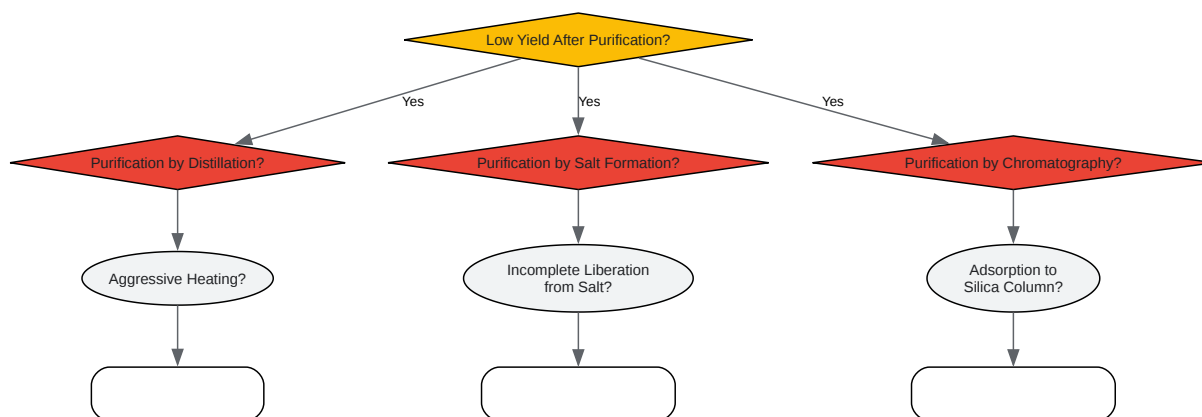 Low Yield After Purification?
Yes
Yes
Yes
Purification by Distillation?
Purification by Salt Formation?
Purification by Chromatography?
Aggressive Heating?
Incomplete Liberation
from Salt?
Adsorption to
Silica Column?